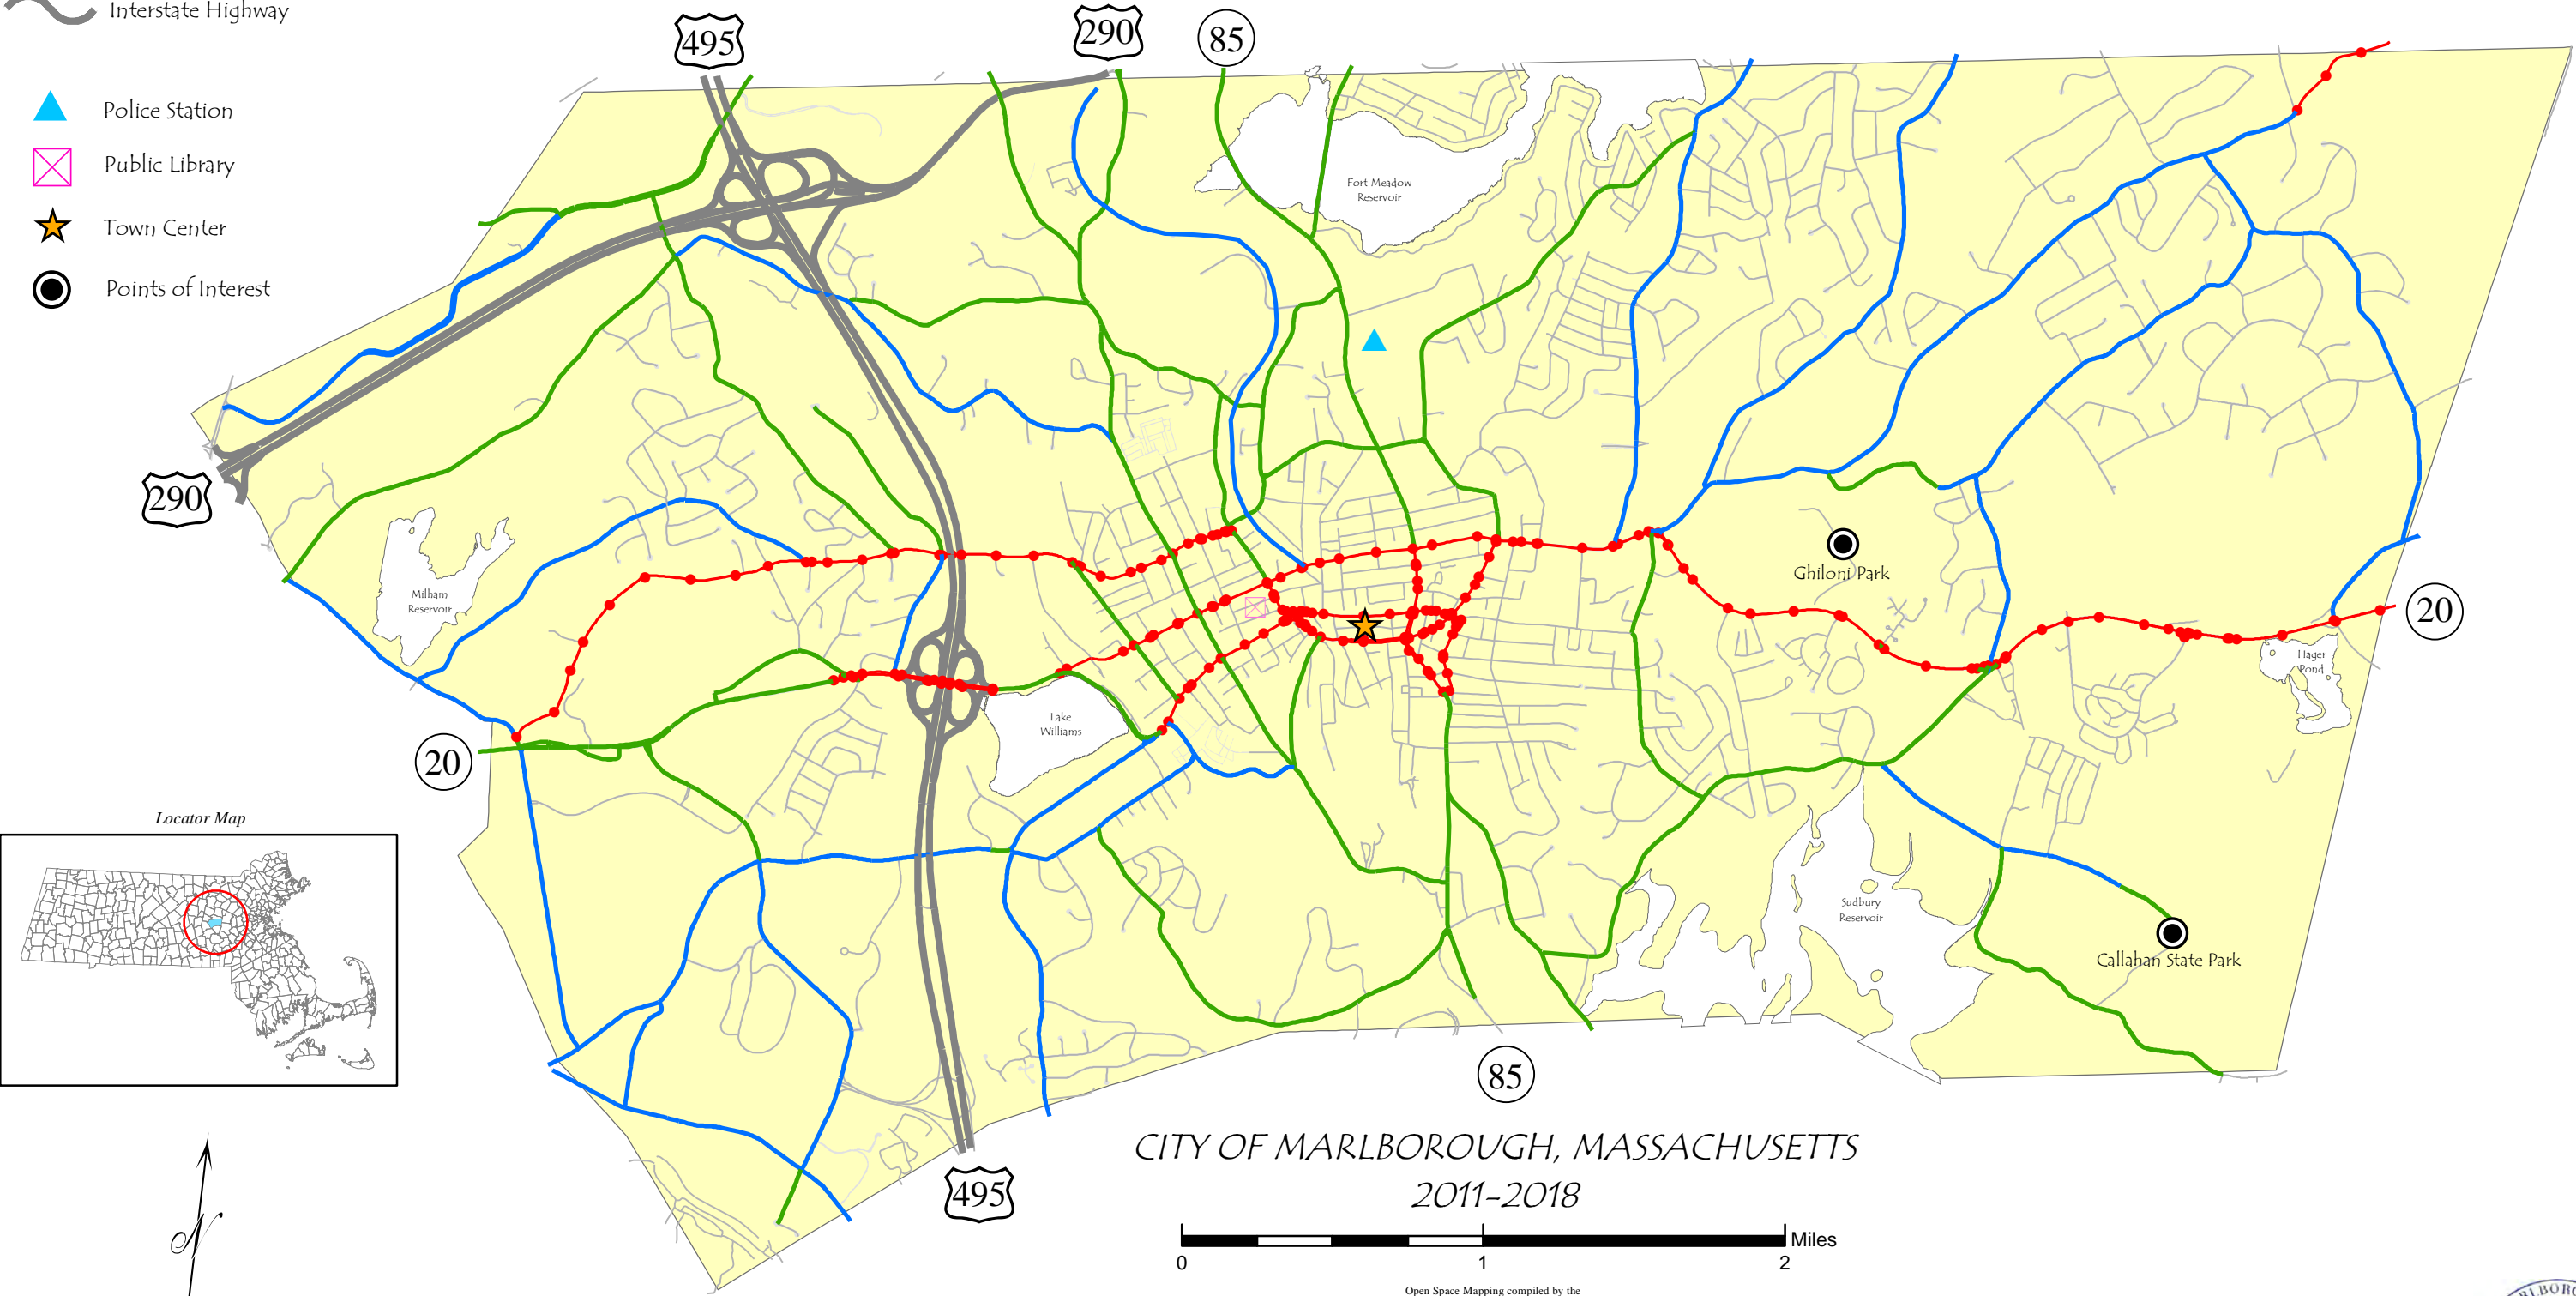 Interstate Highway
495
290
85
Police Station
Public Library
Town Center
Points of Interest
Fort Meadow
Reservoir
290
Milham
Reservoir
Ghiloni Park
20
Hager
Pond
Lake
Williams
20
Locator Map
Sudbury
Reservoir
Callahan State Park
85
495
CITY OF MARLBOROUGH, MASSACHUSETTS
2011-2018
Miles
0 1 2
Open Space Mapping compiled by the